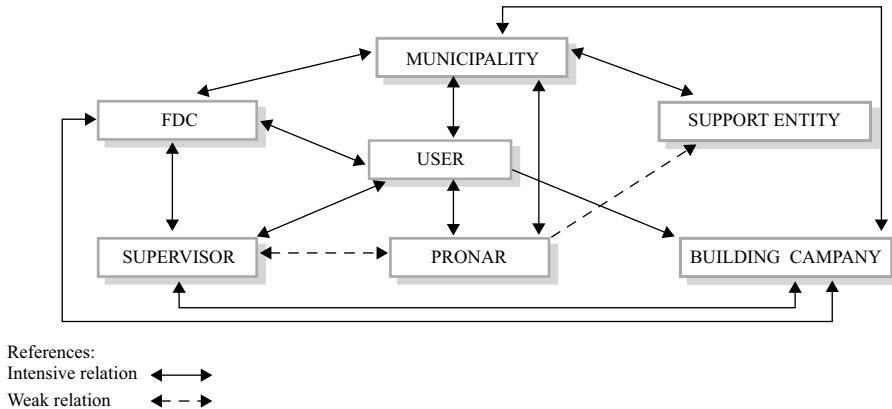 MUNICIPALITY
FDC
SUPPORT ENTITY
USER
SUPERVISOR
PRONAR
BUILDING CAMPANY
References:
Intensive relation
Weak relation